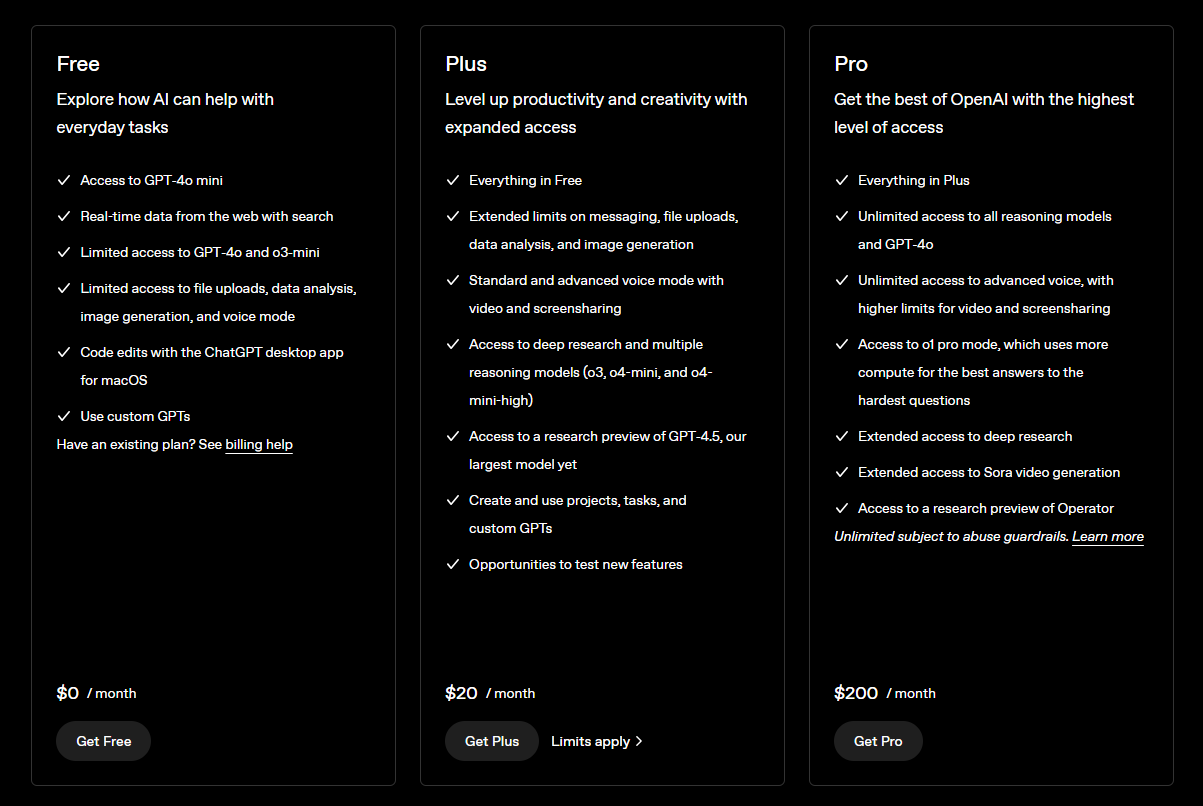 Free
Explore how AI can help with
everyday tasks
Access to GPT-4o mini
Real-time data from the web with search
Limited access to GPT-4o and o3-mini
Limited access to file uploads, data analysis,
image generation, and voice mode
Code edits with the ChatGPT desktop app
for macOS
Use custom GPTs
Have an existing plan? See billing help
$0 / month
Get Free
Plus
Level up productivity and creativity with
expanded access
Everything in Free
Extended limits on messaging, file uploads,
data analysis, and image generation
Standard and advanced voice mode with
video and screensharing
Access to deep research and multiple
reasoning models (o3, o4-mini, and o4-
mini-high)
Access to a research preview of GPT-4.5, our
largest model yet
Create and use projects, tasks, and
custom GPTs
Opportunities to test new features
$20 / month
Get Plus
Limits apply
Pro
Get the best of OpenAI with the highest
level of access
Everything in Plus
Unlimited access to all reasoning models
and GPT-4o
Unlimited access to advanced voice, with
higher limits for video and screensharing
Access to o1 pro mode, which uses more
compute for the best answers to the
hardest questions
Extended access to deep research
Extended access to Sora video generation
Access to a research preview of Operator
Unlimited subject to abuse guardrails. Learn more
$200 / month
Get Pro